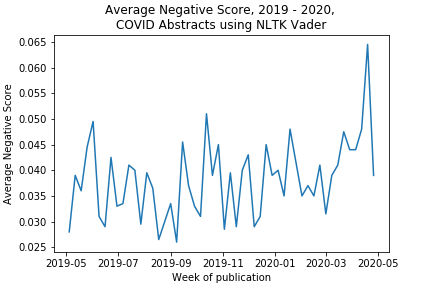 Average Negative Score, 2019 - 2020,
COVID Abstracts using NLTK Vader
Average Negative Score
0.065
0.060
0.055
0.050
0.045
0.040
0.035
0.030
0.025
2019-05 2019-07 2019-09 2019-11 2020-01 2020-03 2020-05
Week of publication